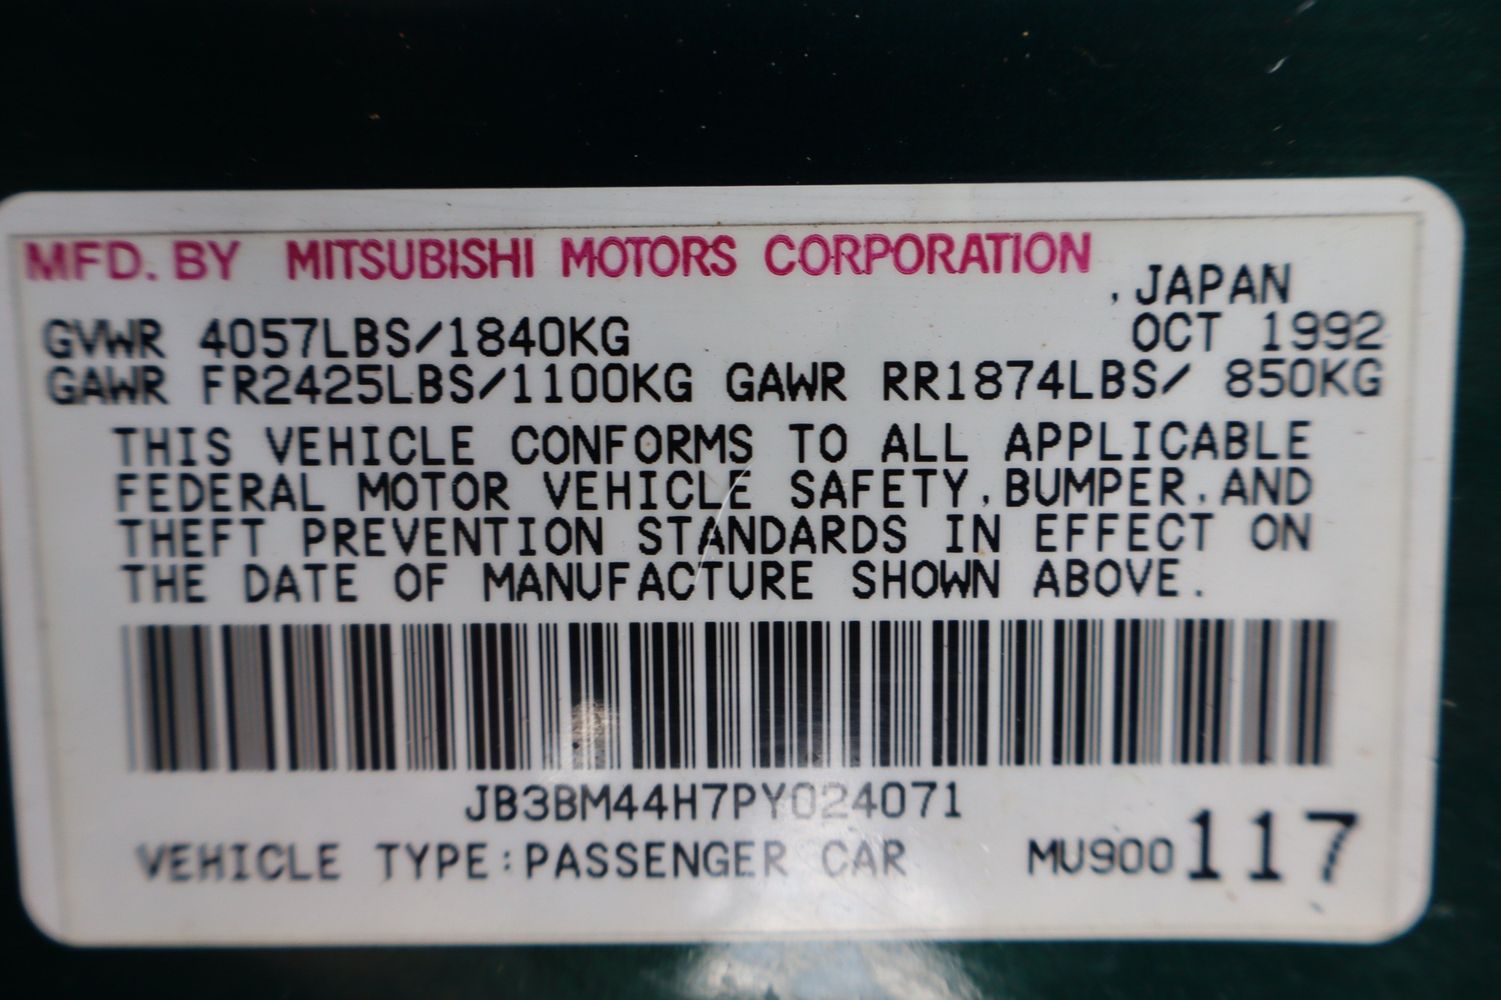 MFD. BY MITSUBISHI MOTORS CORPORATION
, JAPAN
GVWR 4057LBS/1840KG OCT 1992
GAWR FR2425LBS/1100KG GAWR RR1874LBS/ 850KG
THIS VEHICLE CONFORMS TO ALL APPLICABLE
FEDERAL MOTOR VEHICLE SAFETY,BUMPER,AND
THEFT PREVENTION STANDARDS IN EFFECT ON
THE DATE OF MANUFACTURE SHOWN ABOVE.
JB3BM44H7PY024071
VEHICLE TYPE:PASSENGER CAR MU900117